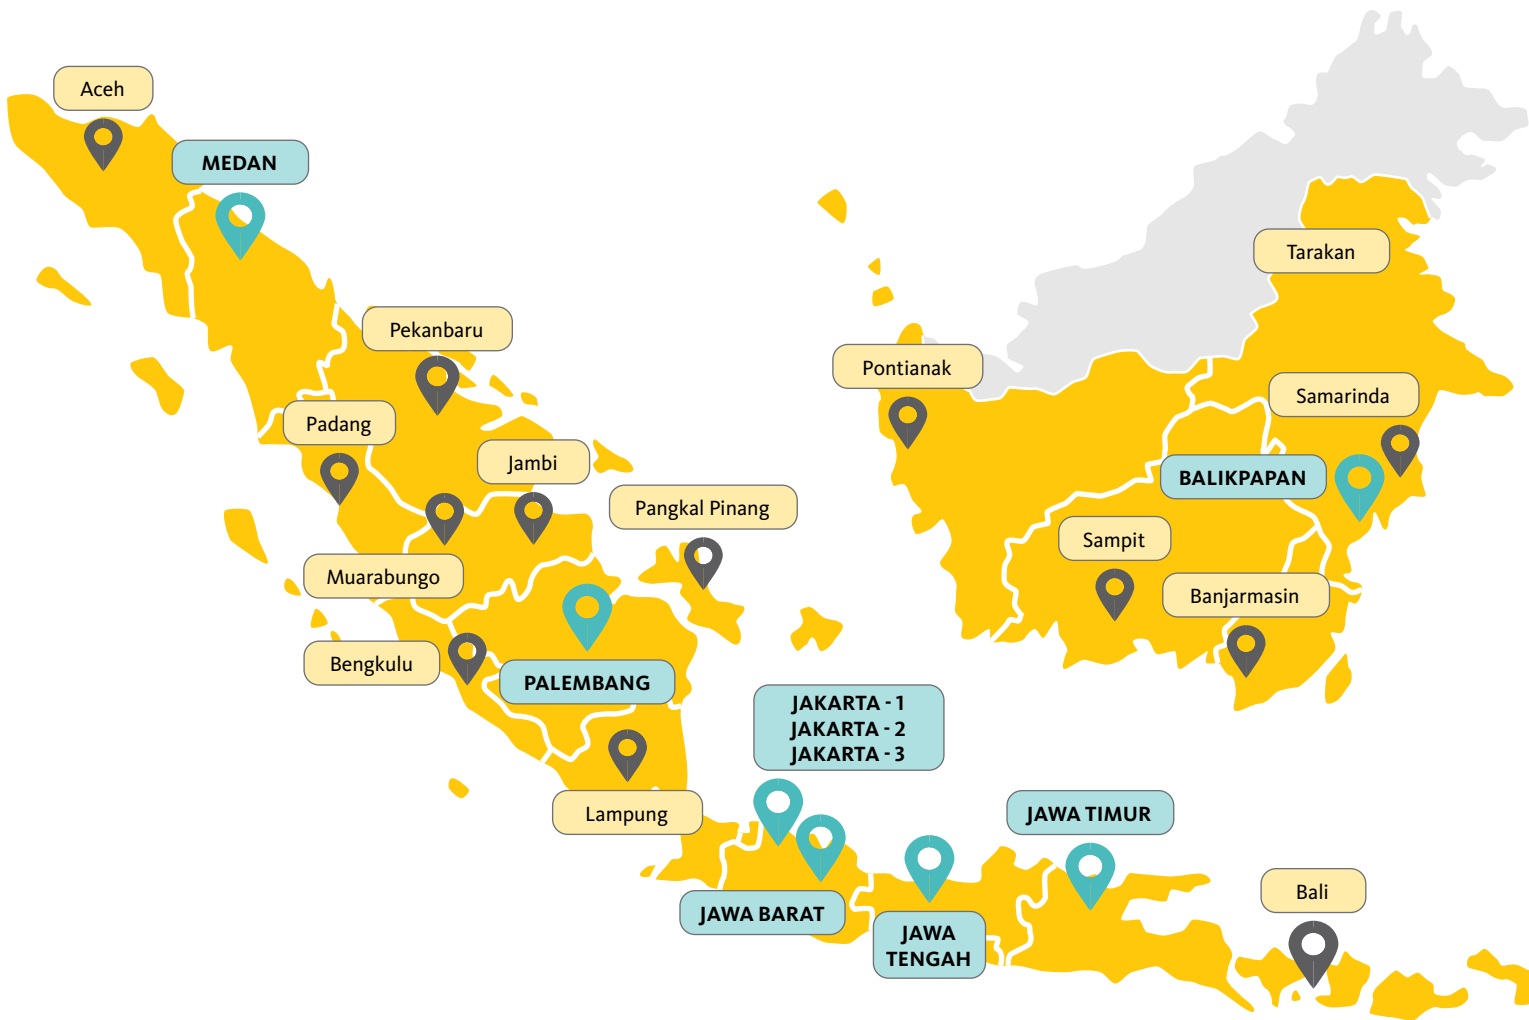 Aceh
MEDAN
Tarakan
Pekanbaru
Pontianak
Samarinda
Padang
Jambi
BALIKPAPAN
Pangkal Pinang
Sampit
Muarabungo
Banjarmasin
Bengkulu
PALEMBANG
JAKARTA - 1
JAKARTA - 2
JAKARTA - 3
Lampung
JAWA TIMUR
Bali
JAWA BARAT
JAWA
TENGAH